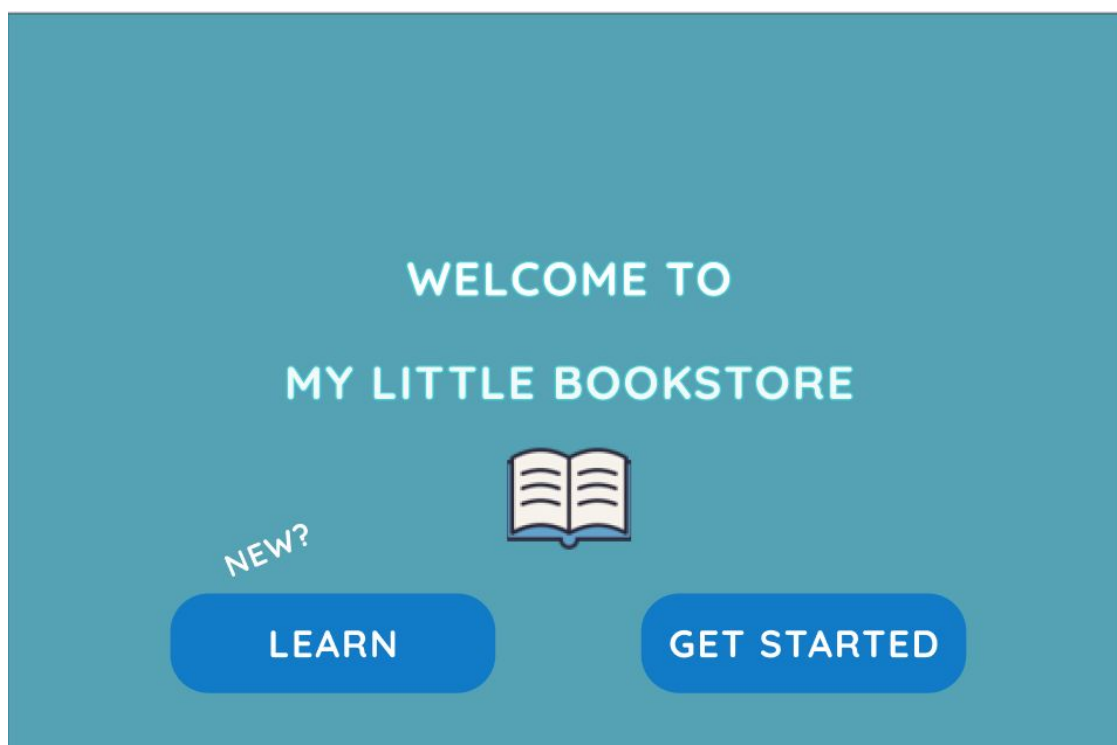 WELCOME TO
MY LITTLE BOOKSTORE
NEW?
LEARN
GET STARTED